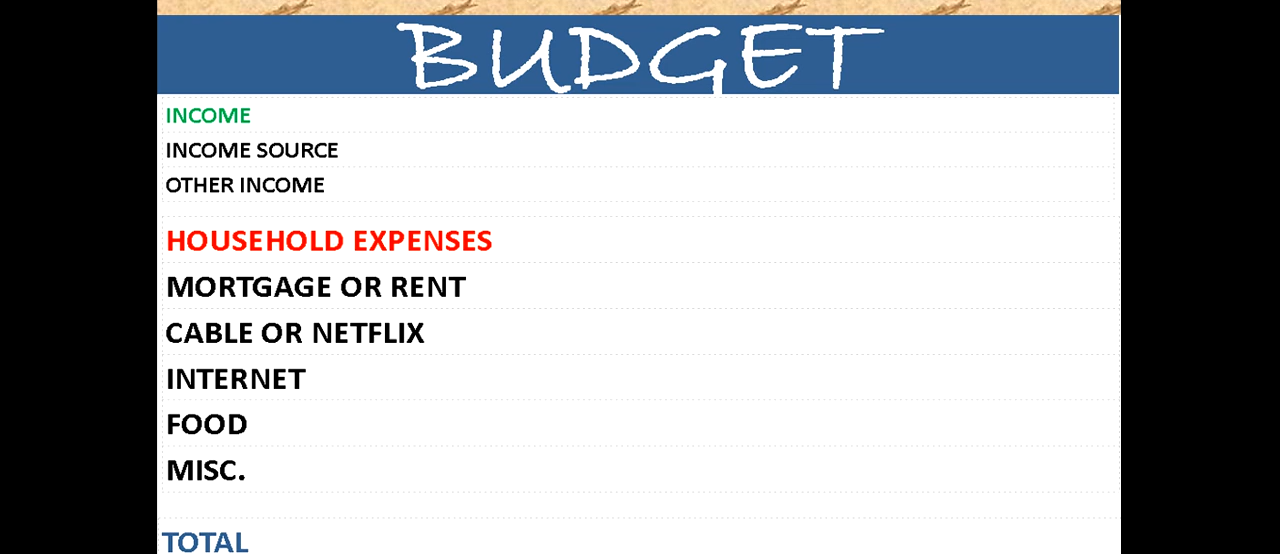 BUDGET
INCOME
INCOME SOURCE
OTHER INCOME
HOUSEHOLD EXPENSES
MORTGAGE OR RENT
CABLE OR NETFLIX
INTERNET
FOOD
MISC.
TOTAL